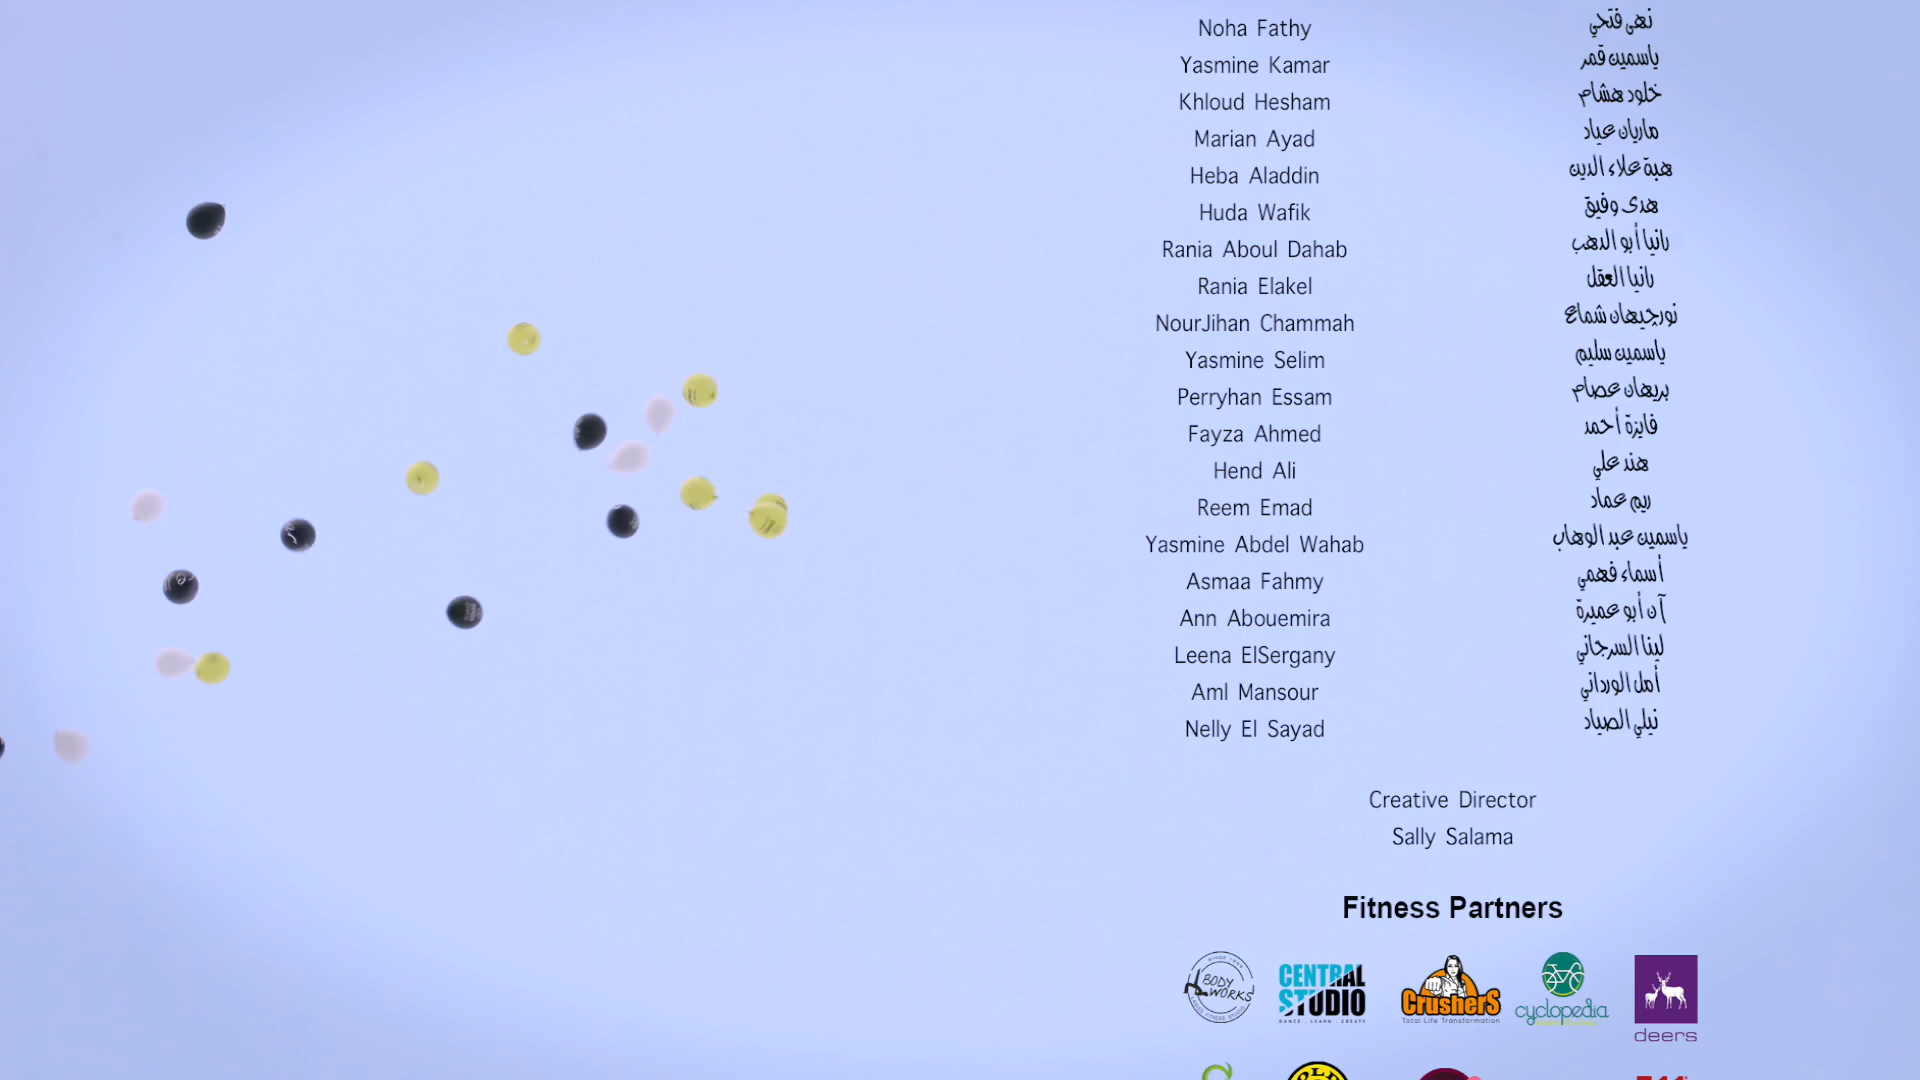 Noha Fathy نهى فتحي
Yasmine Kamar ياسمين قمر
Khloud Hesham خلود هشام
Marian Ayad ماريان عياد
Heba Aladdin هبة علاء الدين
Huda Wafik هدى وفيق
Rania Aboul Dahab رانيا أبو الدهب
Rania Elakel رانيا العقل
NourJihan Chammah نورجيهان شماع
Yasmine Selim ياسمين سليم
Perryhan Essam بريهان عصام
Fayza Ahmed فايزة أحمد
Hend Ali هند علي
Reem Emad ريم عماد
Yasmine Abdel Wahab ياسمين عبد الوهاب
Asmaa Fahmy أسماء فهمي
Ann Abouemira آن أبو عميرة
Leena ElSergany لينا السرجاني
Aml Mansour أمل الورداني
Nelly El Sayad نيلي الصياد
Creative Director
Sally Salama
Fitness Partners
BODY WORKS
CENTRAL STUDIO
DANCE . LEARN . CREATE
CrusherS
Total Life Transformation
cyclopedia
deers